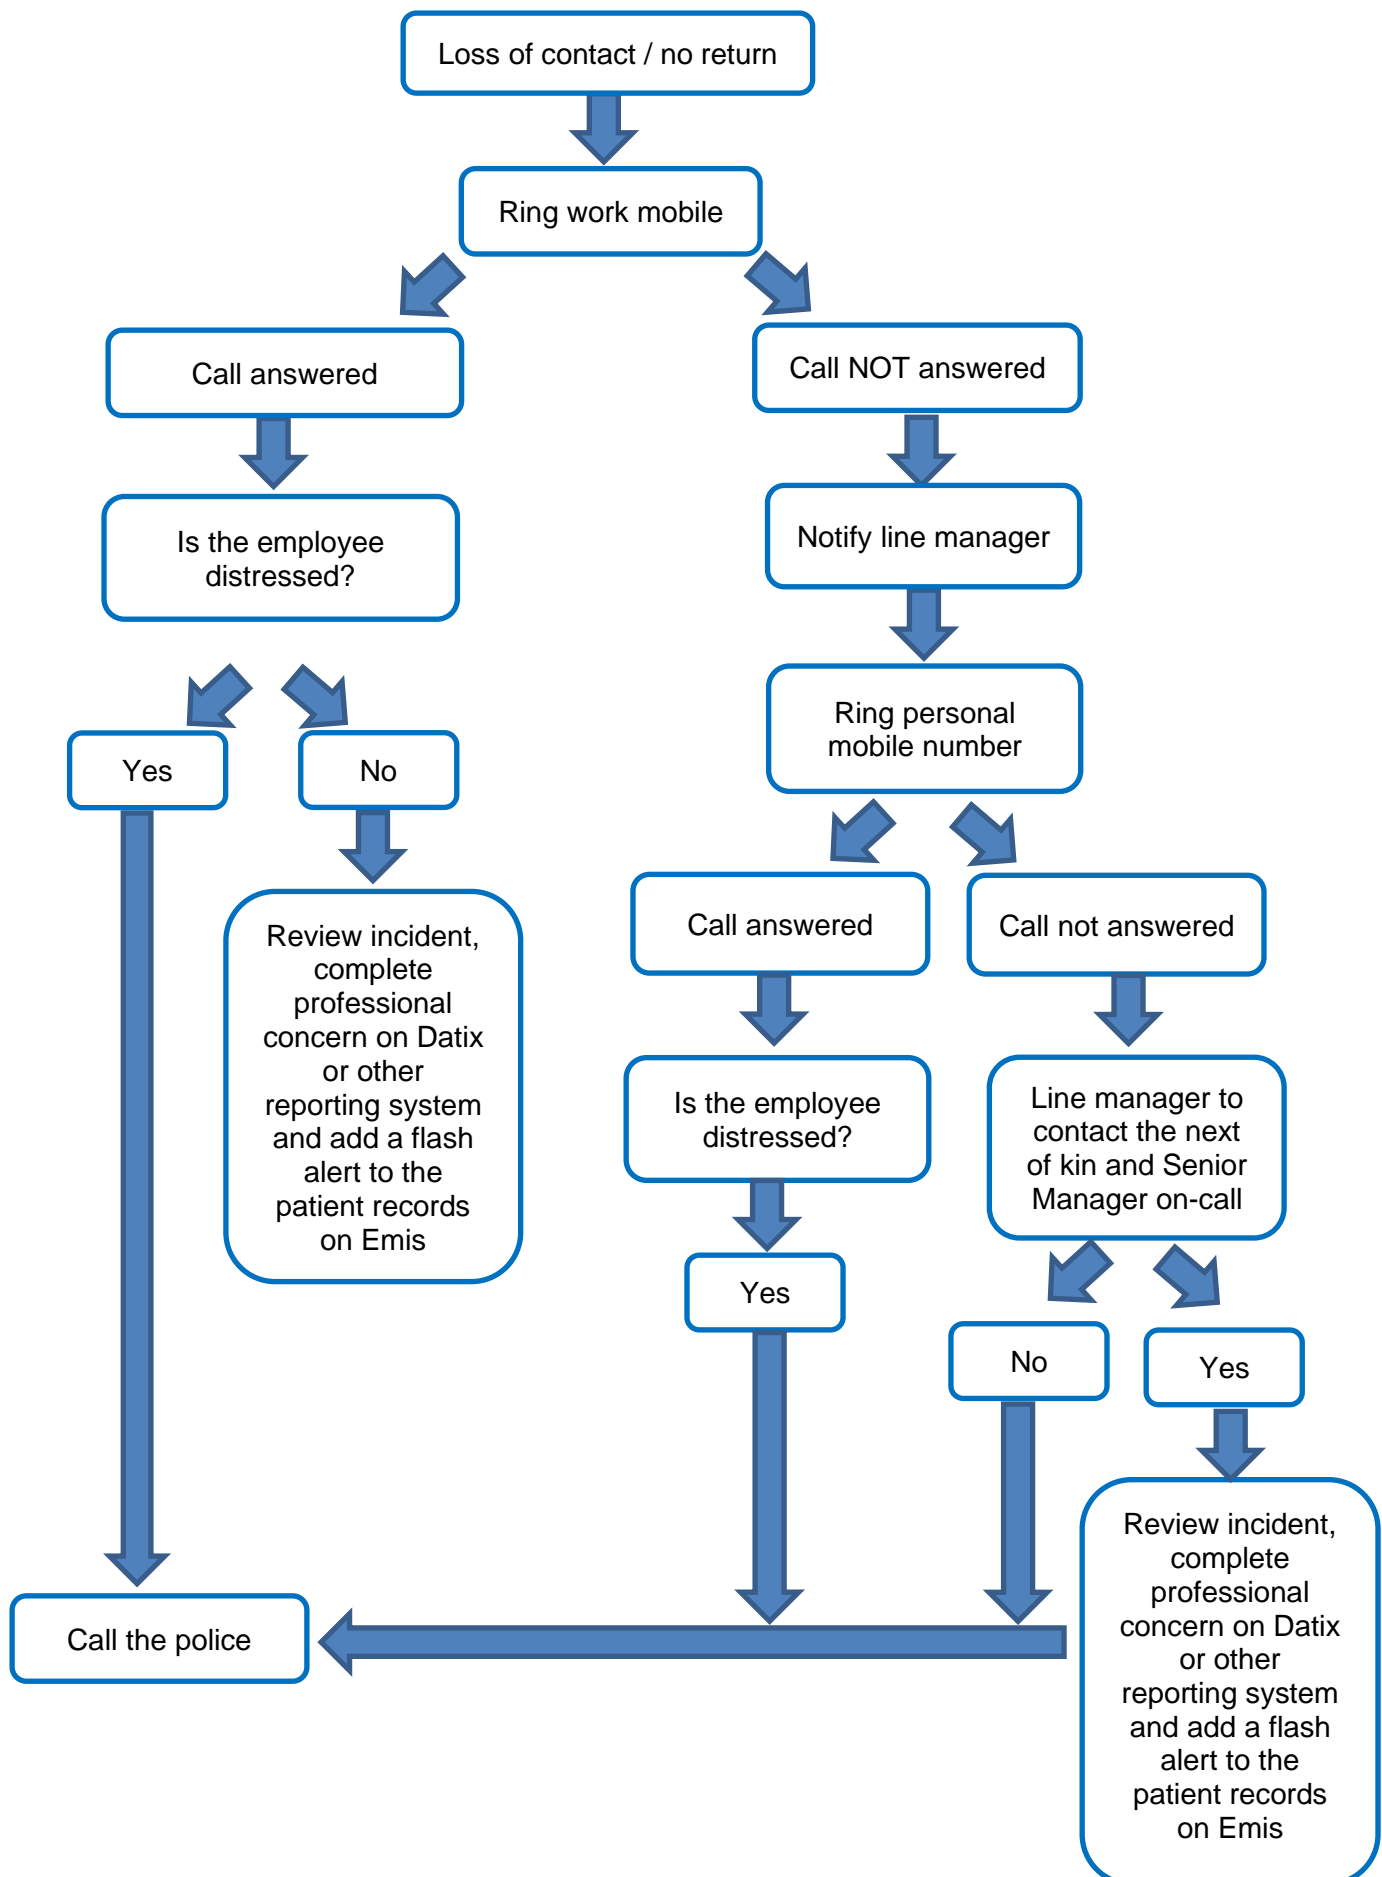 Loss of contact / no return
Ring work mobile
Call answered
Call NOT answered
Is the employee
distressed?
Notify line manager
Ring personal
mobile number
Yes
No
Call answered
Call not answered
Review incident,
complete
professional
concern on Datix
or other
reporting system
and add a flash
alert to the
patient records
on Emis
Is the employee
distressed?
Line manager to
contact the next
of kin and Senior
Manager on-call
Yes
No
Yes
Call the police
Review incident,
complete
professional
concern on Datix
or other
reporting system
and add a flash
alert to the
patient records
on Emis